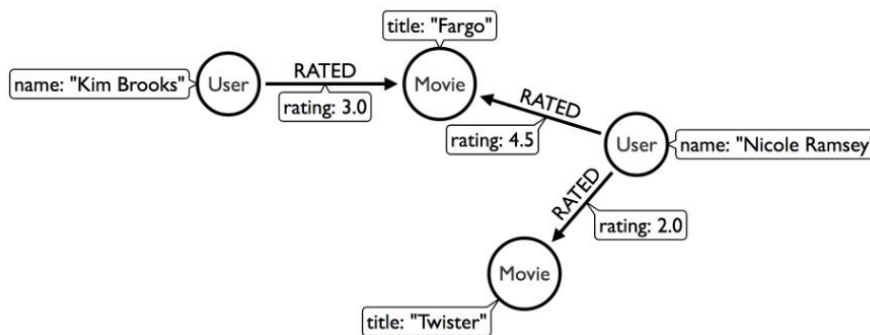 title: "Fargo"
name: "Kim Brooks"
User
RATED
rating: 3.0
Movie
RATED
rating: 4.5
User
name: "Nicole Ramsey"
RATED
rating: 2.0
Movie
title: "Twister"